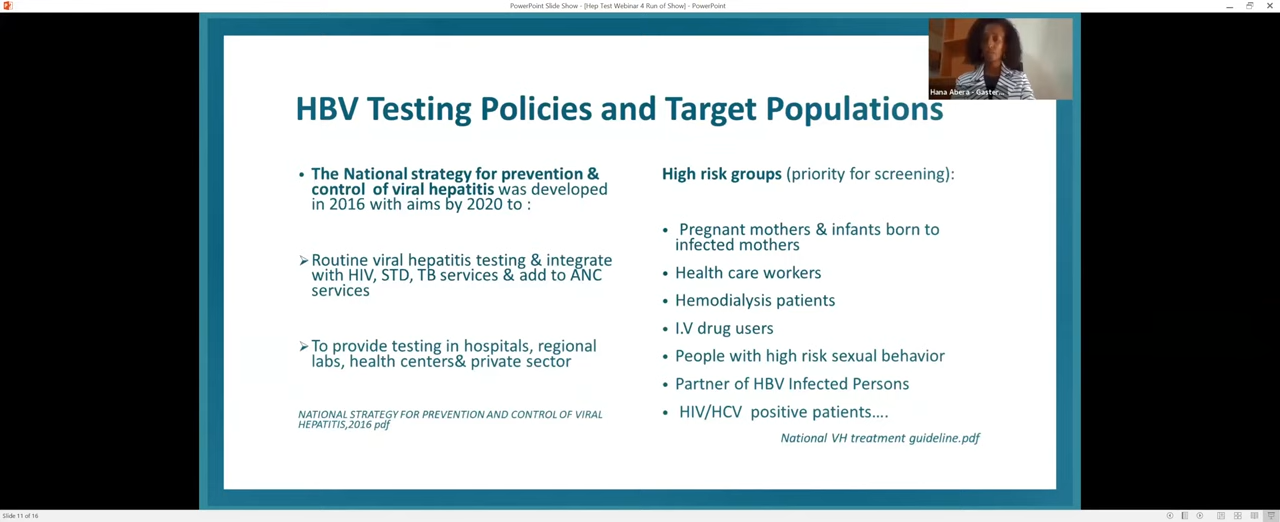 PowerPoint Slide Show - [Hep Test Webinar 4 Run of Show] - PowerPoint
Hana Abera - Gaster...
HBV Testing Policies and Target Populations
• The National strategy for prevention &
control of viral hepatitis was developed
in 2016 with aims by 2020 to :
➢Routine viral hepatitis testing & integrate
with HIV, STD, TB services & add to ANC
services
➢To provide testing in hospitals, regional
labs, health centers& private sector
NATIONAL STRATEGY FOR PREVENTION AND CONTROL OF VIRAL
HEPATITIS,2016 pdf
High risk groups (priority for screening):
• Pregnant mothers & infants born to
infected mothers
• Health care workers
• Hemodialysis patients
• I.V drug users
• People with high risk sexual behavior
• Partner of HBV Infected Persons
• HIV/HCV positive patients....
National VH treatment guideline.pdf
Slide 11 of 16